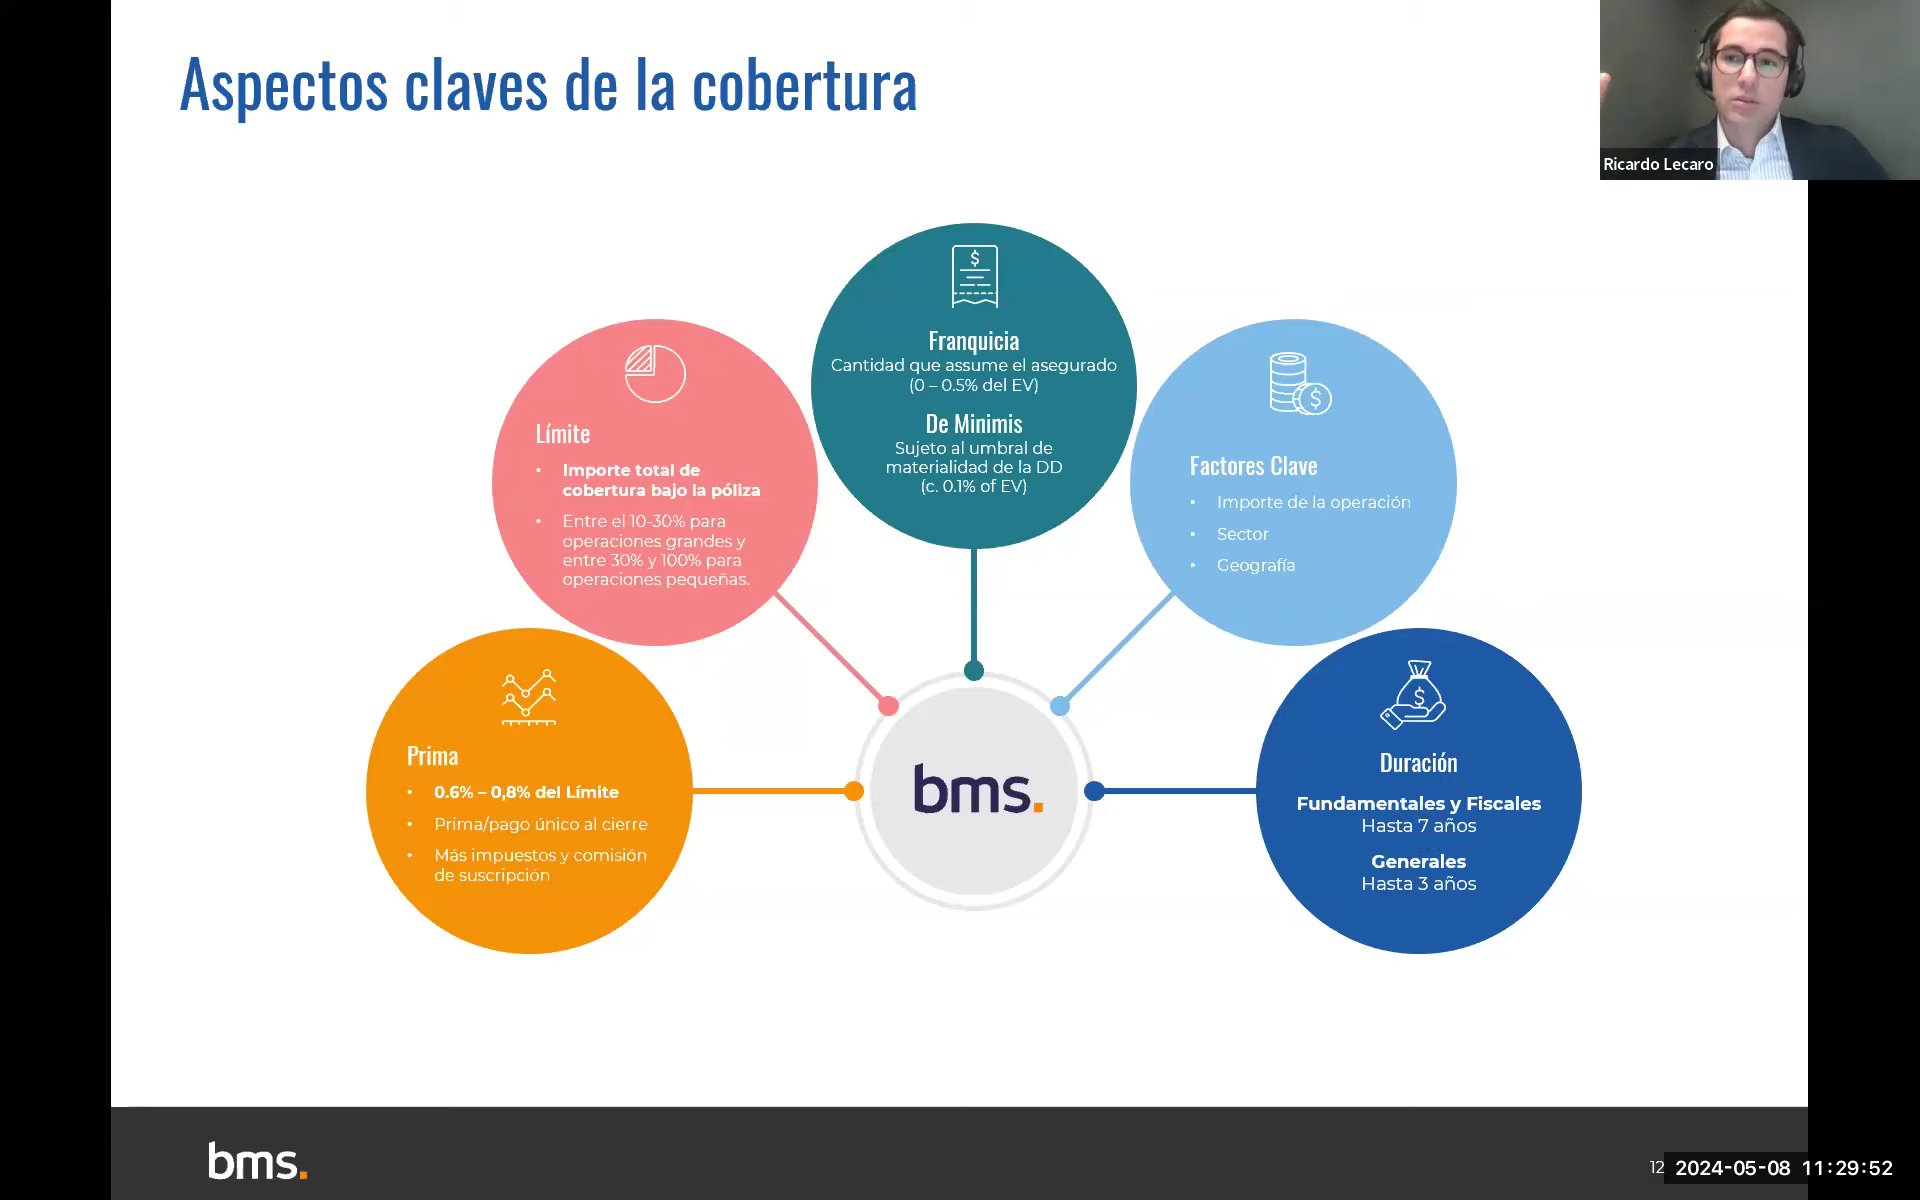 Aspectos claves de la cobertura
Ricardo Lecaro
Franquicia
Cantidad que assume el asegurado
(0 – 0.5% del EV)
De Minimis
Sujeto al umbral de
materialidad de la DD
(c. 0.1% of EV)
Límite
• Importe total de
cobertura bajo la póliza
• Entre el 10-30% para
operaciones grandes y
entre 30% y 100% para
operaciones pequeñas.
Factores Clave
• Importe de la operación
• Sector
• Geografía
Prima
• 0.6% – 0,8% del Límite
• Prima/pago único al cierre
• Más impuestos y comisión
de suscripción
bms.
Duración
Fundamentales y Fiscales
Hasta 7 años
Generales
Hasta 3 años
bms.
12
2024-05-08 11:29:52